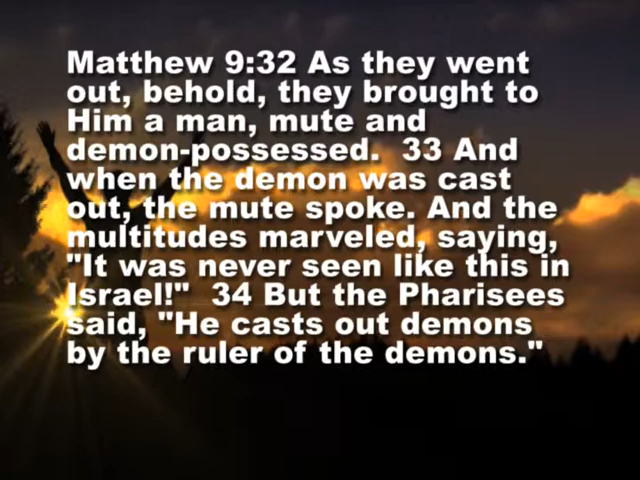 Matthew 9:32 As they went
out, behold, they brought to
Him a man, mute and
demon-possessed.  33 And
when the demon was cast
out, the mute spoke. And the
multitudes marveled, saying,
"It was never seen like this in
Israel!"  34 But the Pharisees
said, "He casts out demons
by the ruler of the demons."